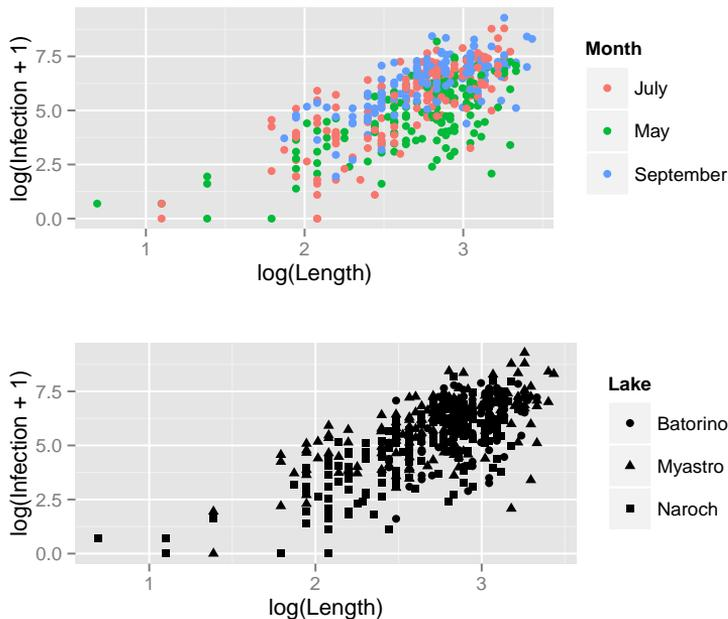 log(Infection + 1)
7.5
5.0
2.5
0.0
1 2 3
log(Length)
Month
July
May
September
log(Infection + 1)
7.5
5.0
2.5
0.0
1 2 3
log(Length)
Lake
Batorino
Myastro
Naroch